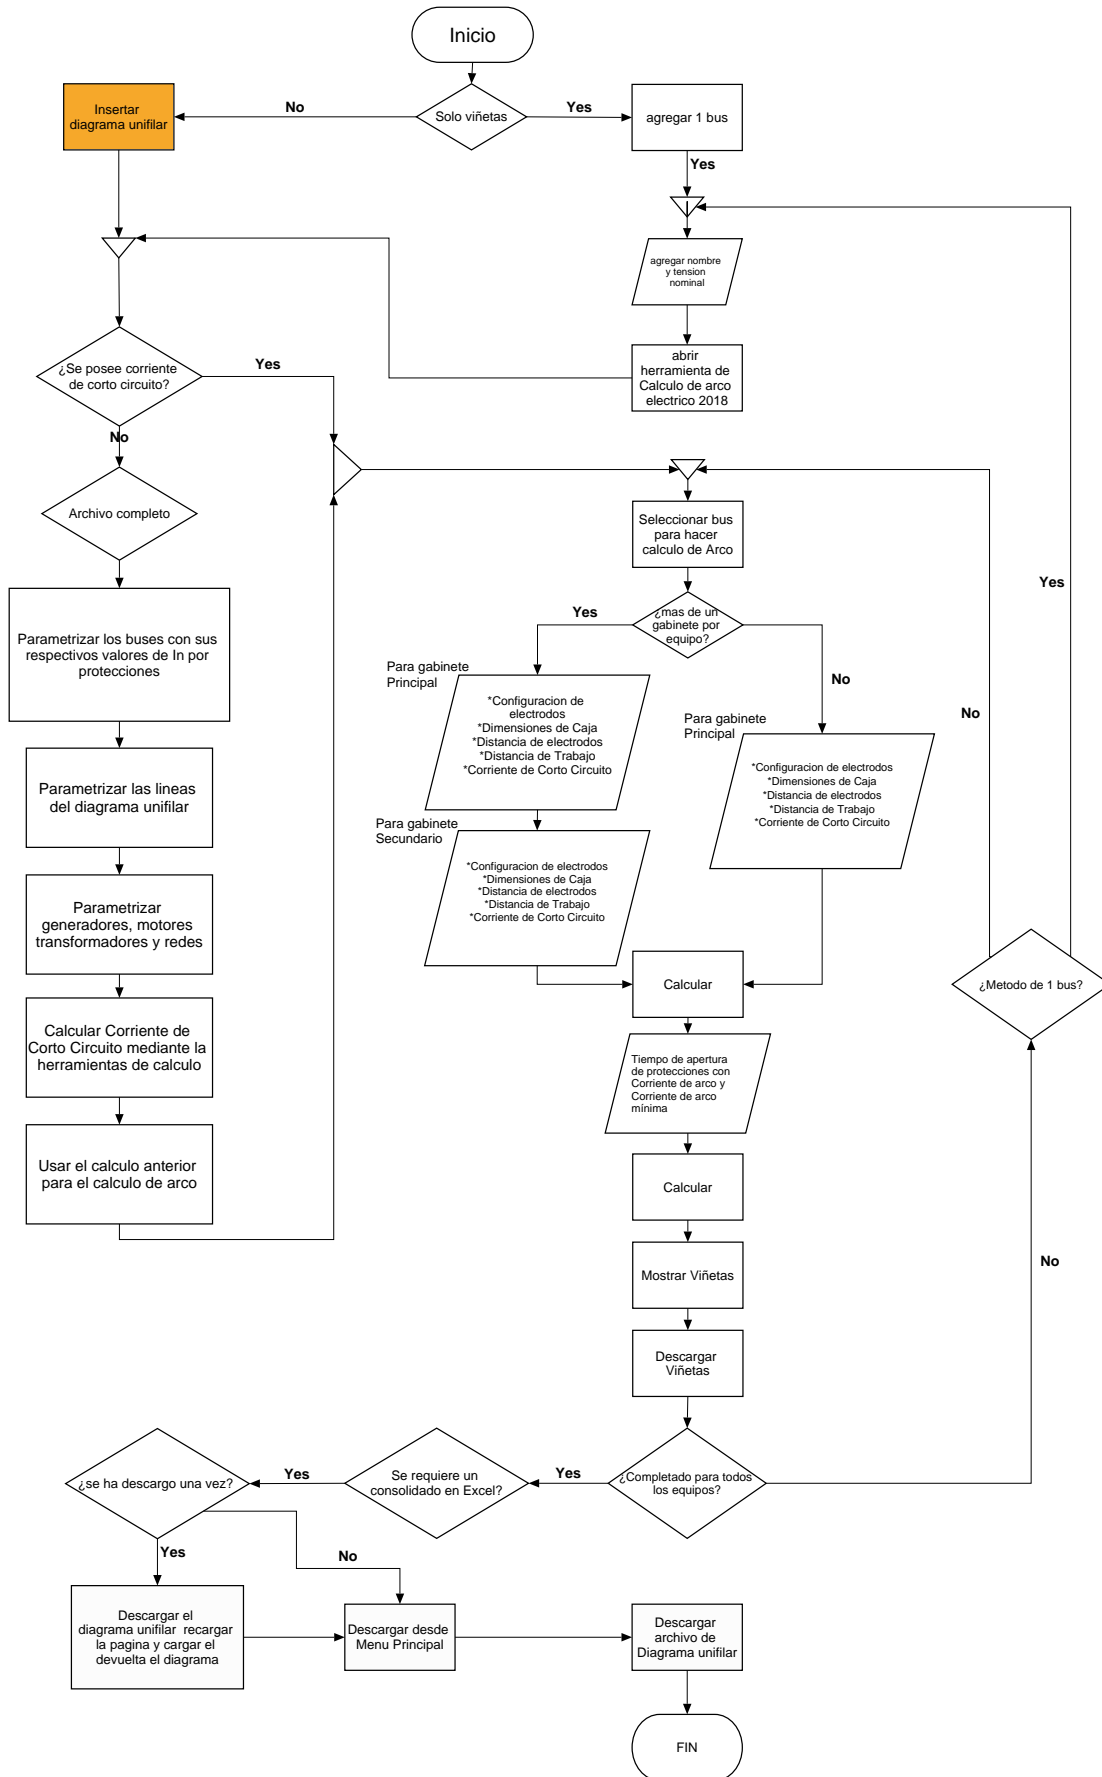 Inicio
Insertar
diagrama unifilar
No
Solo viñetas
Yes
agregar 1 bus
Yes
agregar nombre
y tension
nominal
abrir
herramienta de
Calculo de arco
electrico 2018
¿Se posee corriente
de corto circuito?
Yes
No
Archivo completo
Seleccionar bus
para hacer
calculo de Arco
Yes
Parametrizar los buses con sus
respectivos valores de In por
protecciones
Yes
¿mas de un
gabinete por
equipo?
No
No
Para gabinete
Principal
*Configuracion de
electrodos
*Dimensiones de Caja
*Distancia de electrodos
*Distancia de Trabajo
*Corriente de Corto Circuito
Para gabinete
Principal
*Configuracion de electrodos
*Dimensiones de Caja
*Distancia de electrodos
*Distancia de Trabajo
*Corriente de Corto Circuito
Parametrizar las lineas
del diagrama unifilar
Para gabinete
Secundario
*Configuracion de electrodos
*Dimensiones de Caja
*Distancia de electrodos
*Distancia de Trabajo
*Corriente de Corto Circuito
Parametrizar
generadores, motores
transformadores y redes
Calcular
¿Metodo de 1 bus?
Calcular Corriente de
Corto Circuito mediante la
herramientas de calculo
Tiempo de apertura
de protecciones con
Corriente de arco y
Corriente de arco
mínima
Usar el calculo anterior
para el calculo de arco
Calcular
Mostrar Viñetas
No
Descargar
Viñetas
¿se ha descargo una vez?
Yes
Se requiere un
consolidado en Excel?
Yes
¿Completado para todos
los equipos?
Yes
No
Descargar el
diagrama unifilar recargar
la pagina y cargar el
devuelta el diagrama
Descargar desde
Menu Principal
Descargar
archivo de
Diagrama unifilar
FIN